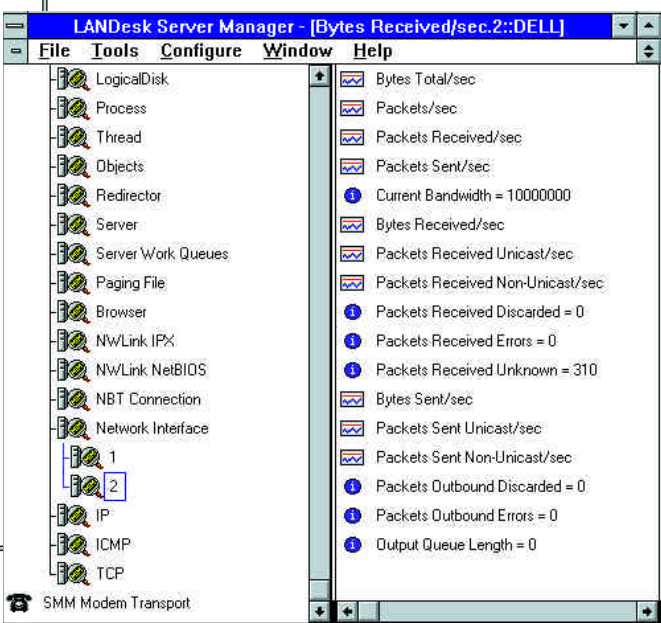 LANDesk Server Manager - [Bytes Received/sec.2::DELL]
File Tools Configure Window Help
LogicalDisk
Process
Thread
Objects
Redirector
Server
Server Work Queues
Paging File
Browser
NWLink IPX
NWLink NetBIOS
NBT Connection
Network Interface
1
2
IP
ICMP
TCP
SMM Modem Transport
Bytes Total/sec
Packets/sec
Packets Received/sec
Packets Sent/sec
Current Bandwidth = 10000000
Bytes Received/sec
Packets Received Unicast/sec
Packets Received Non-Unicast/sec
Packets Received Discarded = 0
Packets Received Errors = 0
Packets Received Unknown = 310
Bytes Sent/sec
Packets Sent Unicast/sec
Packets Sent Non-Unicast/sec
Packets Outbound Discarded = 0
Packets Outbound Errors = 0
Output Queue Length = 0